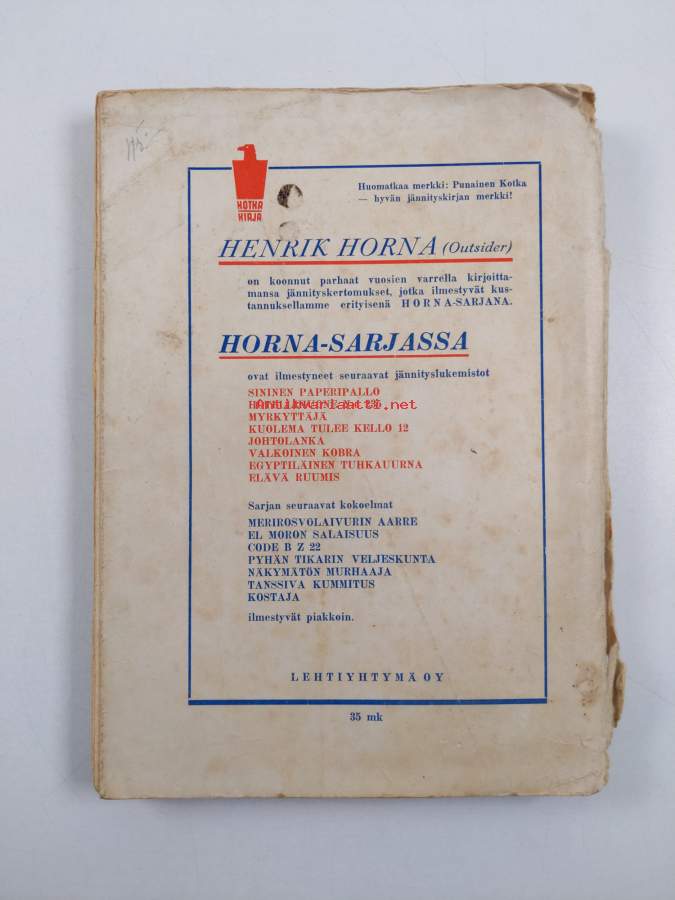 KOTKA
KIRJA
Huomatkaa merkki: Punainen Kotka
— hyvän jännityskirjan merkki!
HENRIK HORNA (Outsider)
on koonnut parhaat vuosien varrella kirjoitta-
mansa jännityskertomukset, jotka ilmestyvät kus-
tannuksellamme erityisenä HORNA-SARJANA.
HORNA-SARJASSA
ovat ilmestyneet seuraavat jännityslukemistot
SININEN PAPERIPALLO
Antikvariaatti.net
MYRKYTTÄJÄ
KUOLEMA TULEE KELLO 12
JOHTOLANKA
VALKOINEN KOBRA
EGYPTILÄINEN TUHKAUURNA
ELÄVÄ RUUMIS
Sarjan seuraavat kokoelmat
MERIROSVOLAIVURIN AARRE
EL MORON SALAISUUS
CODE B Z 22
PYHÄN TIKARIN VELJESKUNTA
NÄKYMÄTÖN MURHAAJA
TANSSIVA KUMMITUS
KOSTAJA
ilmestyvät piakkoin.
LEHTIYHTYMÄ OY
35 mk